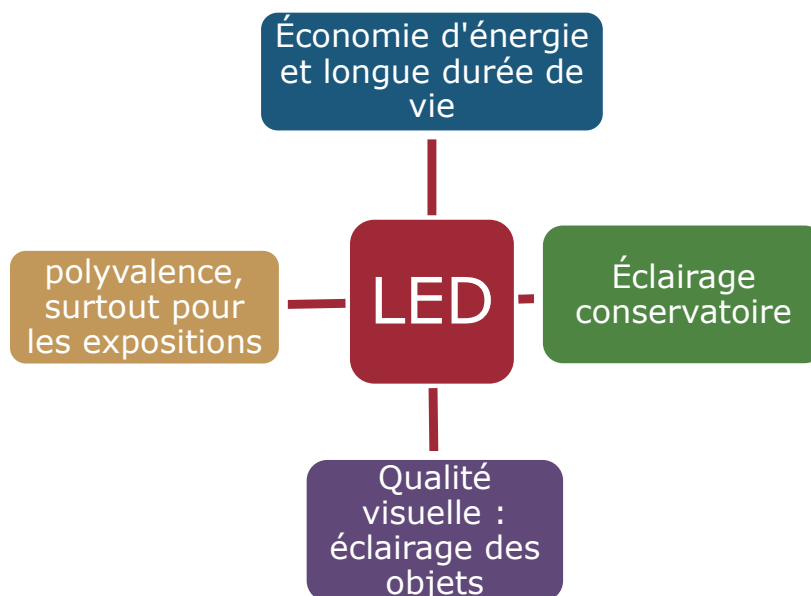 Économie d'énergie
et longue durée de
vie
polyvalence,
surtout pour
les expositions
LED
Éclairage
conservatoire
Qualité
visuelle :
éclairage des
objets